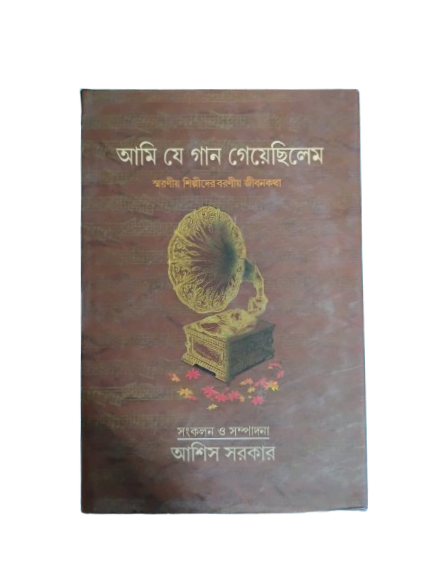 আমি যে গান গেয়েছিলেম
স্মরণীয় শিল্পীদের বরণীয় জীবনকথা
সংকলন ও সম্পাদনা
আশিস সরকার